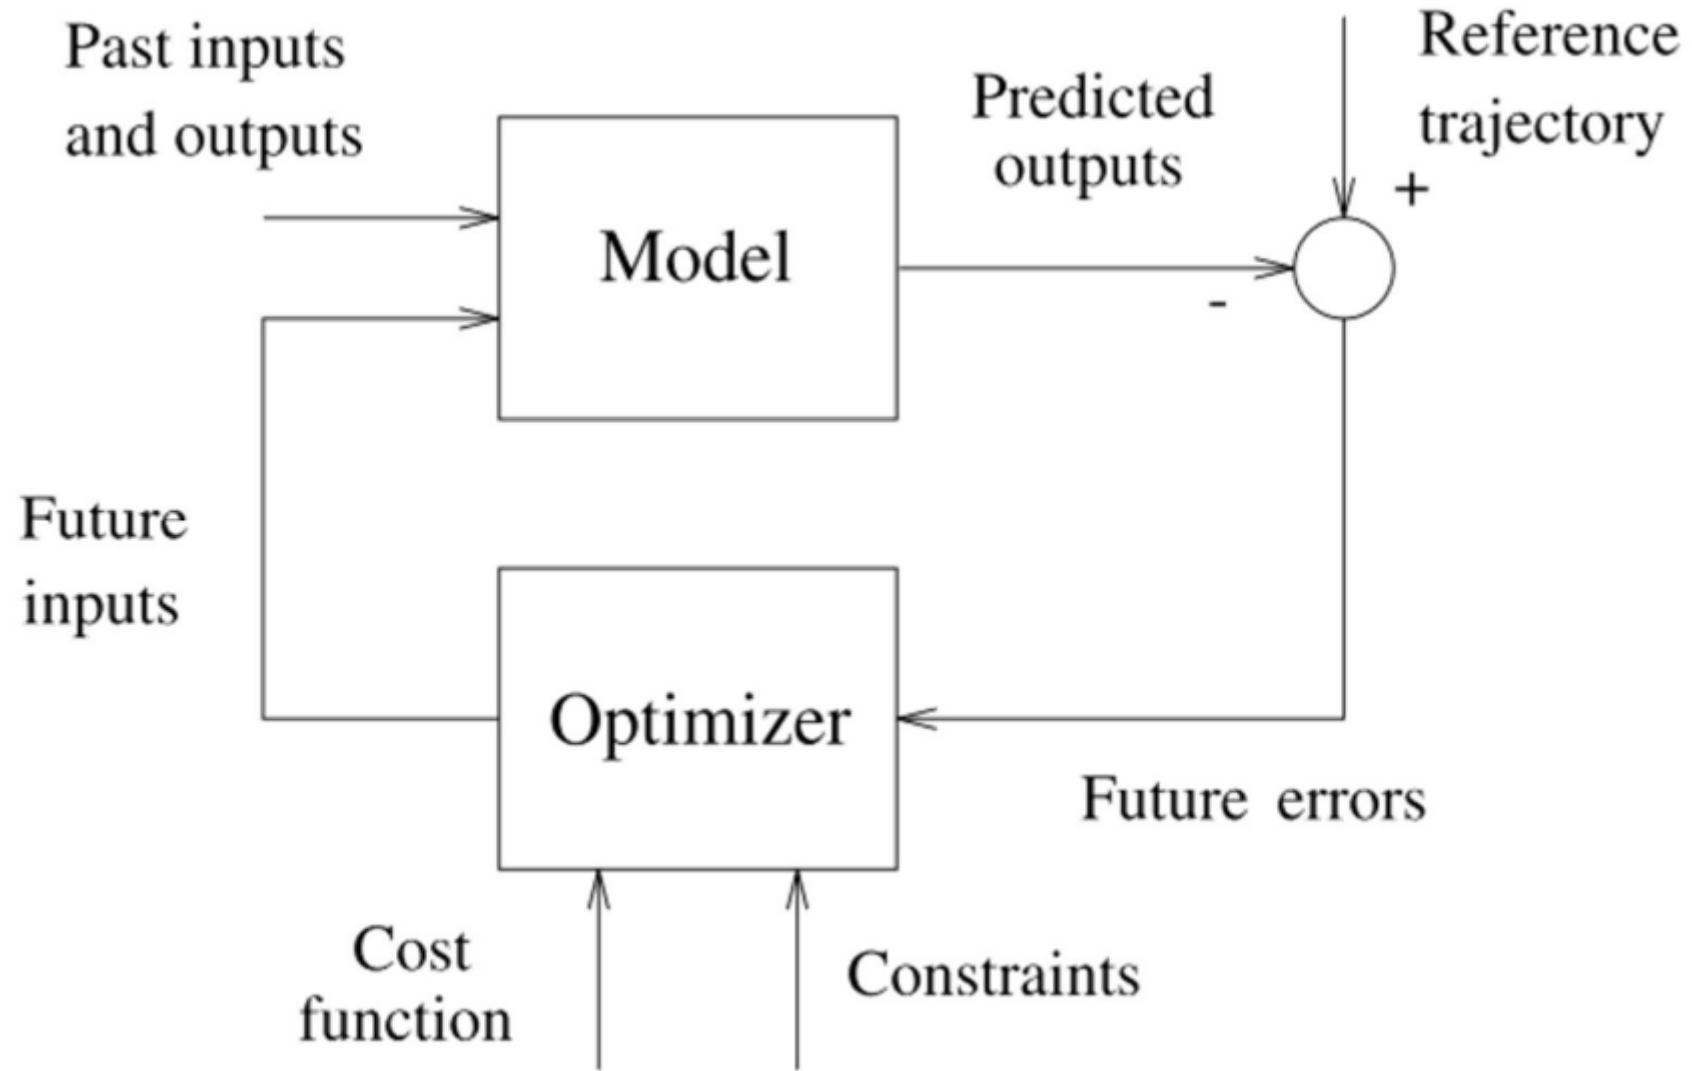 Past inputs
and outputs
Predicted
outputs
Reference
trajectory
+
-
Model
Future
inputs
Optimizer
Future errors
Cost
function
Constraints